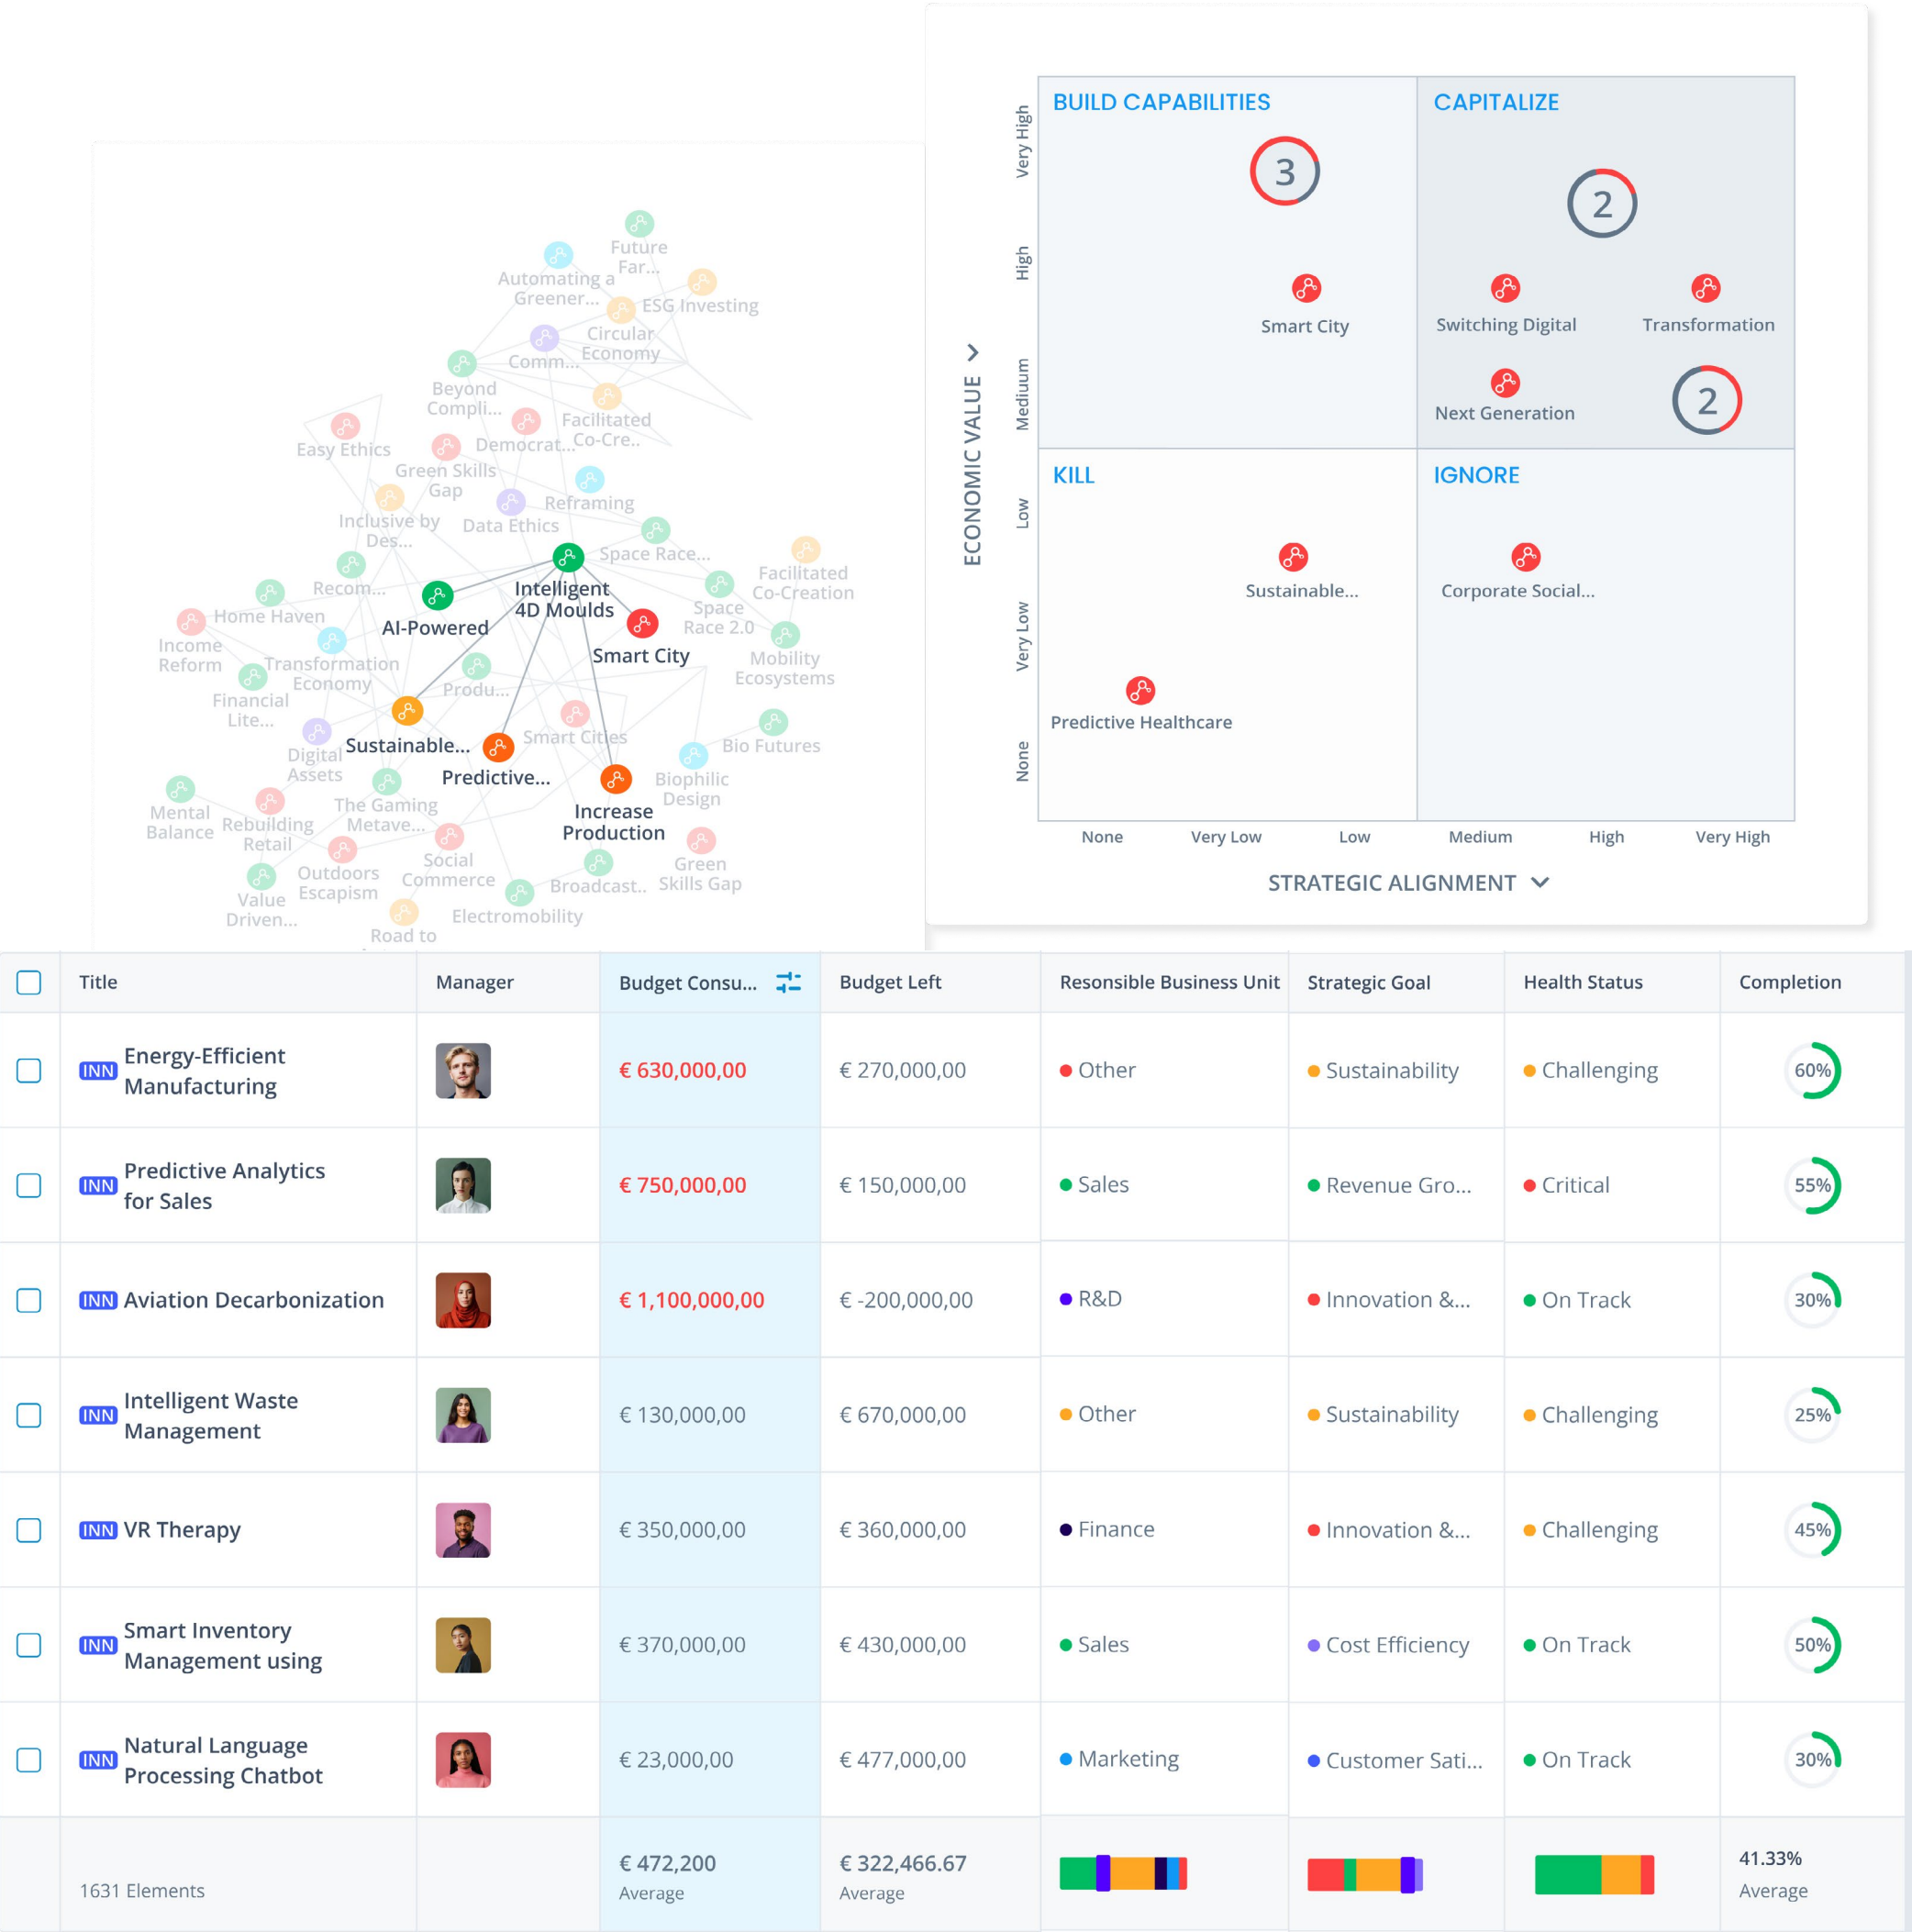 Future
Far...
Automating a
Greener...
ESG Investing
Circular
Economy
Comm...
Beyond
Compli...
Facilitated
Co-Cre..
Easy Ethics
Democrat...
Green Skills
Gap
Reframing
Inclusive by
Des...
Data Ethics
Space Race...
Facilitated
Co-Creation
Recom...
Intelligent
4D Moulds
Space
Race 2.0
Home Haven
AI-Powered
Income
Reform
Transformation
Economy
Smart City
Mobility
Ecosystems
Financial
Lite...
Produ...
Digital
Assets
Sustainable...
Smart Cities
Bio Futures
Predictive...
Biophilic
Design
Mental
Balance
Rebuilding
Retail
The Gaming
Metave...
Increase
Production
Outdoors
Escapism
Social
Commerce
Green
Skills Gap
Value
Driven...
Broadcast..
Electromobility
Road to
BUILD CAPABILITIES
CAPITALIZE
3
2
Smart City
Switching Digital
Transformation
Next Generation
2
KILL
IGNORE
Sustainable...
Corporate Social...
Predictive Healthcare
ECONOMIC VALUE
Very High
High
Mediuum
Low
Very Low
None
None Very Low Low Medium High Very High
STRATEGIC ALIGNMENT
Title Manager Budget Consu... Budget Left Resonsible Business Unit Strategic Goal Health Status Completion
INN Energy-Efficient
Manufacturing
€ 630,000,00 € 270,000,00 Other Sustainability Challenging 60%
INN Predictive Analytics
for Sales
€ 750,000,00 € 150,000,00 Sales Revenue Gro... Critical 55%
INN Aviation Decarbonization € 1,100,000,00 € -200,000,00 R&D Innovation &... On Track 30%
INN Intelligent Waste
Management
€ 130,000,00 € 670,000,00 Other Sustainability Challenging 25%
INN VR Therapy € 350,000,00 € 360,000,00 Finance Innovation &... Challenging 45%
INN Smart Inventory
Management using
€ 370,000,00 € 430,000,00 Sales Cost Efficiency On Track 50%
INN Natural Language
Processing Chatbot
€ 23,000,00 € 477,000,00 Marketing Customer Sati... On Track 30%
1631 Elements
€ 472,200
Average
€ 322,466.67
Average
41.33%
Average